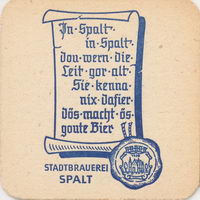 In · Spalt ·
in · Spalt ·
don · wern · die
Leit · gor · alt ·
Sie · kenna ·
nix · dafier ·
dös · macht · ös ·
goute Bier
STADTBRAUEREI
SPALT